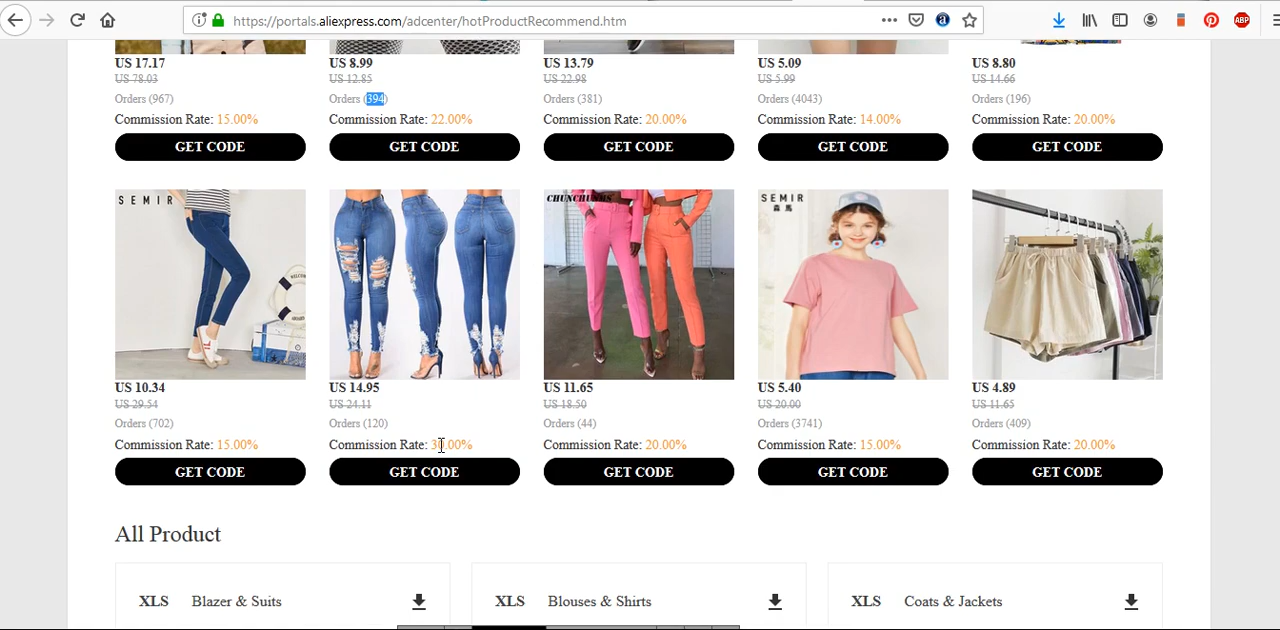 https://portals.aliexpress.com/adcenter/hotProductRecommend.htm
a
ABP
US 17.17
US 78.03
Orders (967)
Commission Rate: 15.00%
GET CODE
US 8.99
US 12.85
Orders (394)
Commission Rate: 22.00%
GET CODE
US 13.79
US 22.98
Orders (381)
Commission Rate: 20.00%
GET CODE
US 5.09
US 5.99
Orders (4043)
Commission Rate: 14.00%
GET CODE
US 8.80
US 14.66
Orders (196)
Commission Rate: 20.00%
GET CODE
SEMIR
WELCOME
US 10.34
US 29.54
Orders (702)
Commission Rate: 15.00%
GET CODE
US 14.95
US 24.11
Orders (120)
Commission Rate: 30.00%
GET CODE
CHUNCHUNMS
US 11.65
US 18.50
Orders (44)
Commission Rate: 20.00%
GET CODE
SEMIR
森馬
US 5.40
US 20.00
Orders (3741)
Commission Rate: 15.00%
GET CODE
US 4.89
US 11.65
Orders (409)
Commission Rate: 20.00%
GET CODE
All Product
XLS Blazer & Suits
XLS Blouses & Shirts
XLS Coats & Jackets